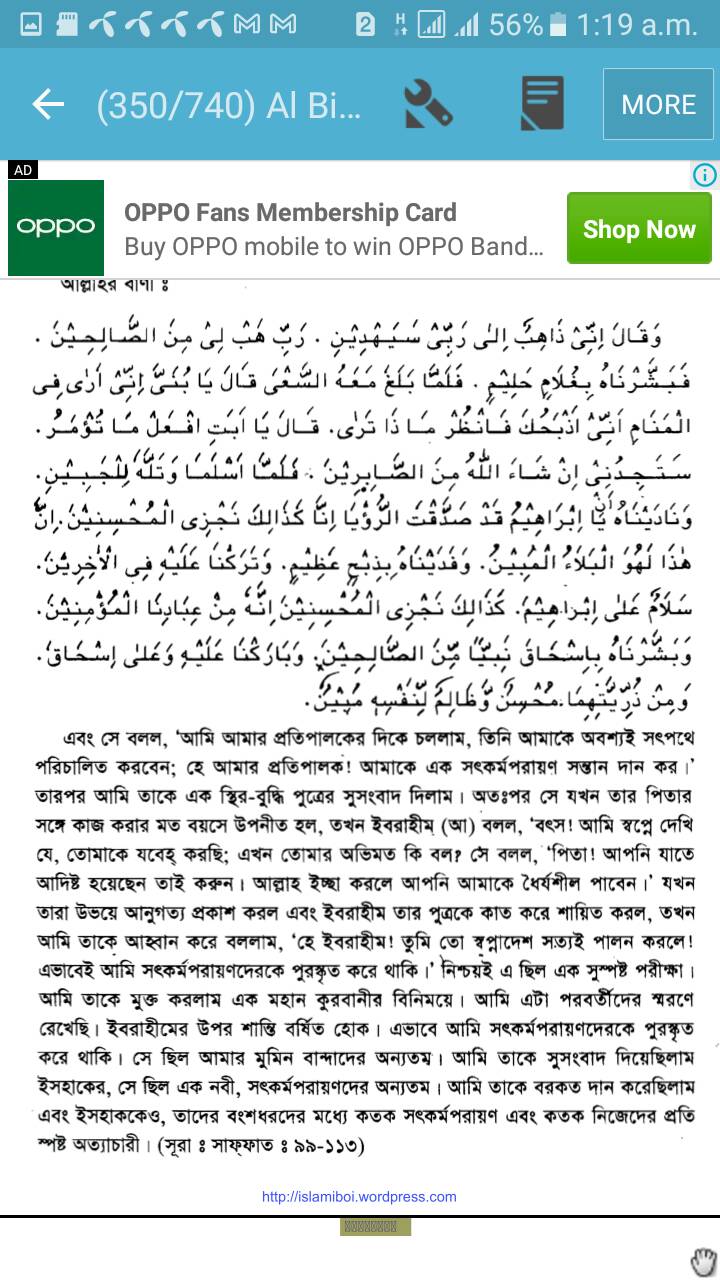 2 H 56% 1:19 a.m.
(350/740) Al Bi... MORE
AD
oppo
OPPO Fans Membership Card
Buy OPPO mobile to win OPPO Band...
Shop Now
আল্লাহর বাণী ঃ
وَقَالَ اِنِّىْ ذَاهِبٌ اِلٰى رَبِّىْ سَيَهْدِيْنِ . رَبِّ هَبْ لِىْ مِنَ الصَّالِحِيْنَ .
فَبَشَّرْنَاهُ بِغُلَامٍ حَلِيْمٍ . فَلَمَّا بَلَغَ مَعَهُ السَّعْىَ قَالَ يَا بُنَىَّ اِنِّىْ اَرٰى فِى
الْمَنَامِ اَنِّىْ اَذْبَحُكَ فَانْظُرْ مَا ذَا تَرٰى. قَالَ يَا اَبَتِ افْعَلْ مَا تُؤْمَرُ.
سَتَجِدُنِىْ اِنْ شَاءَ اللّٰهُ مِنَ الصَّابِرِيْنَ . فَلَمَّا اَسْلَمَا وَتَلَّهٗ لِلْجَبِيْنِ.
وَنَادَيْنَاهُ اَنْ يَّا اِبْرَاهِيْمُ قَدْ صَدَّقْتَ الرُّؤْيَا اِنَّا كَذَالِكَ نَجْزِى الْمُحْسِنِيْنَ. اِنَّ
هٰذَا لَهُوَ الْبَلَاءُ الْمُبِيْنُ. وَفَدَيْنَاهُ بِذِبْحٍ عَظِيْمٍ. وَتَرَكْنَا عَلَيْهِ فِى الْاٰخِرِيْنَ.
سَلَامٌ عَلٰى اِبْرَاهِيْمَ. كَذَالِكَ نَجْزِى الْمُحْسِنِيْنَ اِنَّهٗ مِنْ عِبَادِنَا الْمُؤْمِنِيْنَ.
وَبَشَّرْنَاهُ بِاِسْحَاقَ نَبِيًّا مِّنَ الصَّالِحِيْنَ. وَبَارَكْنَا عَلَيْهِ وَعَلٰى اِسْحَاقَ.
وَمِنْ ذُرِّيَّتِهِمَا مُحْسِنٌ وَّظَالِمٌ لِّنَفْسِهٖ مُبِيْنٌ.
এবং সে বলল, ‘আমি আমার প্রতিপালকের দিকে চললাম, তিনি আমাকে অবশ্যই সৎপথে
পরিচালিত করবেন; হে আমার প্রতিপালক! আমাকে এক সৎকর্মপরায়ণ সন্তান দান কর।’
তারপর আমি তাকে এক স্থির-বুদ্ধি পুত্রের সুসংবাদ দিলাম। অতঃপর সে যখন তার পিতার
সঙ্গে কাজ করার মত বয়সে উপনীত হল, তখন ইবরাহীম্ (আ) বলল, ‘বৎস! আমি স্বপ্নে দেখি
যে, তোমাকে যবেহ্ করছি; এখন তোমার অভিমত কি বল? সে বলল, ‘পিতা! আপনি যাতে
আদিষ্ট হয়েছেন তাই করুন। আল্লাহ ইচ্ছা করলে আপনি আমাকে ধৈর্যশীল পাবেন।’ যখন
তারা উভয়ে আনুগত্য প্রকাশ করল এবং ইবরাহীম তার পুত্রকে কাত করে শায়িত করল, তখন
আমি তাকে আহ্বান করে বললাম, ‘হে ইবরাহীম! তুমি তো স্বপ্নাদেশ সত্যই পালন করলে!
এভাবেই আমি সৎকর্মপরায়ণদেরকে পুরস্কৃত করে থাকি।’ নিশ্চয়ই এ ছিল এক সুস্পষ্ট পরীক্ষা।
আমি তাকে মুক্ত করলাম এক মহান কুরবানীর বিনিময়ে। আমি এটা পরবর্তীদের স্মরণে
রেখেছি। ইবরাহীমের উপর শান্তি বর্ষিত হোক। এভাবে আমি সৎকর্মপরায়ণদেরকে পুরস্কৃত
করে থাকি। সে ছিল আমার মুমিন বান্দাদের অন্যতম। আমি তাকে সুসংবাদ দিয়েছিলাম
ইসহাকের, সে ছিল এক নবী, সৎকর্মপরায়ণদের অন্যতম। আমি তাকে বরকত দান করেছিলাম
এবং ইসহাককেও, তাদের বংশধরদের মধ্যে কতক সৎকর্মপরায়ণ এবং কতক নিজেদের প্রতি
স্পষ্ট অত্যাচারী। (সূরা ঃ সাফ্ফাত ঃ ৯৯-১১৩)
http://islamiboi.wordpress.com